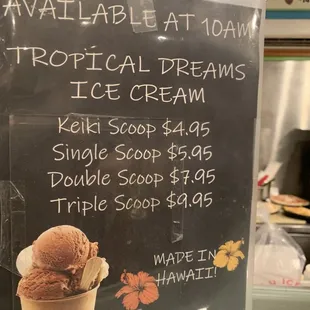 AVAILABLE AT 10AM
TROPICAL DREAMS
ICE CREAM
Keiki Scoop $4.95
Single Scoop $5.95
Double Scoop $7.95
Triple Scoop $9.95
MADE IN
HAWAII!